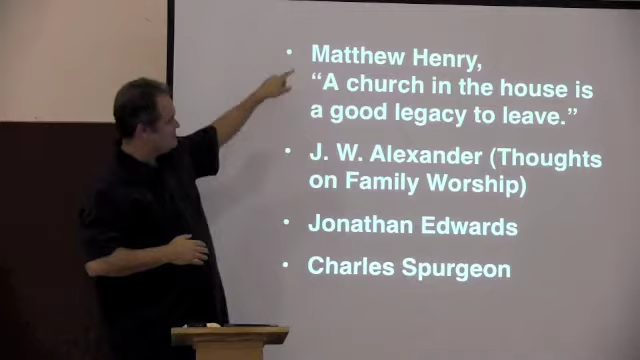 • Matthew Henry,
“A church in the house is
a good legacy to leave.”
• J. W. Alexander (Thoughts
on Family Worship)
• Jonathan Edwards
• Charles Spurgeon